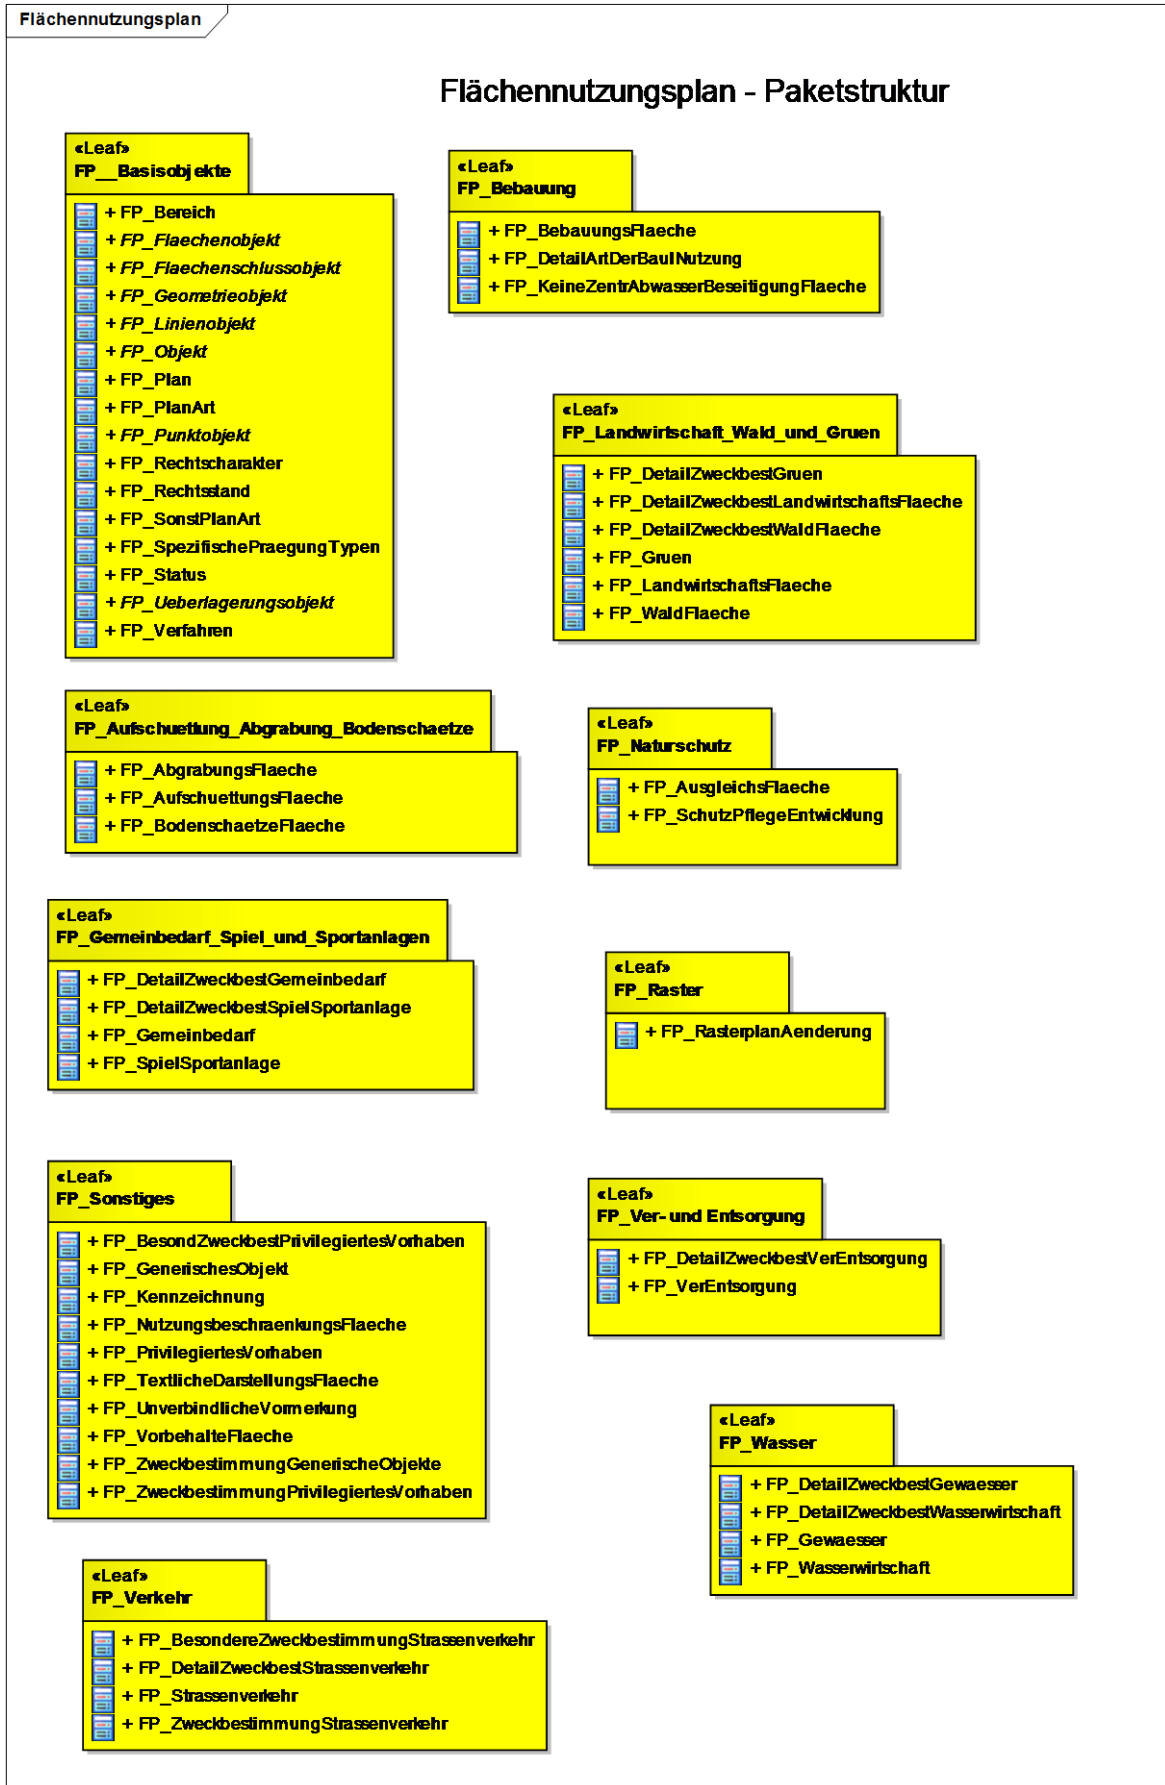 Flächennutzungsplan
Flächennutzungsplan - Paketstruktur
«Leaf»
FP__Basisobjekte
+ FP_Bereich
+ FP_Flaechenobjekt
+ FP_Flaechenschlussobjekt
+ FP_Geometrieobjekt
+ FP_Linienobjekt
+ FP_Objekt
+ FP_Plan
+ FP_PlanArt
+ FP_Punktobjekt
+ FP_Rechtscharakter
+ FP_Rechtsstand
+ FP_SonstPlanArt
+ FP_SpezifischePraegungTypen
+ FP_Status
+ FP_Ueberlagerungsobjekt
+ FP_Verfahren
«Leaf»
FP_Bebauung
+ FP_BebauungsFlaeche
+ FP_DetailArtDerBaulNutzung
+ FP_KeineZentrAbwasserBeseitigungFlaeche
«Leaf»
FP_Landwirtschaft_Wald_und_Gruen
+ FP_DetailZweckbestGruen
+ FP_DetailZweckbestLandwirtschaftsFlaeche
+ FP_DetailZweckbestWaldFlaeche
+ FP_Gruen
+ FP_LandwirtschaftsFlaeche
+ FP_WaldFlaeche
«Leaf»
FP_Aufschuettung_Abgrabung_Bodenschaetze
+ FP_AbgrabungsFlaeche
+ FP_AufschuettungsFlaeche
+ FP_BodenschaetzeFlaeche
«Leaf»
FP_Naturschutz
+ FP_AusgleichsFlaeche
+ FP_SchutzPflegeEntwicklung
«Leaf»
FP_Gemeinbedarf_Spiel_und_Sportanlagen
+ FP_DetailZweckbestGemeinbedarf
+ FP_DetailZweckbestSpielSportanlage
+ FP_Gemeinbedarf
+ FP_SpielSportanlage
«Leaf»
FP_Raster
+ FP_RasterplanAenderung
«Leaf»
FP_Sonstiges
+ FP_BesondZweckbestPrivilegiertesVorhaben
+ FP_GenerischesObjekt
+ FP_Kennzeichnung
+ FP_NutzungsbeschraenkungsFlaeche
+ FP_PrivilegiertesVorhaben
+ FP_TextlicheDarstellungsFlaeche
+ FP_UnverbindlicheVormerkung
+ FP_VorbehalteFlaeche
+ FP_ZweckbestimmungGenerischeObjekte
+ FP_ZweckbestimmungPrivilegiertesVorhaben
«Leaf»
FP_Ver- und Entsorgung
+ FP_DetailZweckbestVerEntsorgung
+ FP_VerEntsorgung
«Leaf»
FP_Wasser
+ FP_DetailZweckbestGewaesser
+ FP_DetailZweckbestWasserwirtschaft
+ FP_Gewaesser
+ FP_Wasserwirtschaft
«Leaf»
FP_Verkehr
+ FP_BesondereZweckbestimmungStrassenverkehr
+ FP_DetailZweckbestStrassenverkehr
+ FP_Strassenverkehr
+ FP_ZweckbestimmungStrassenverkehr